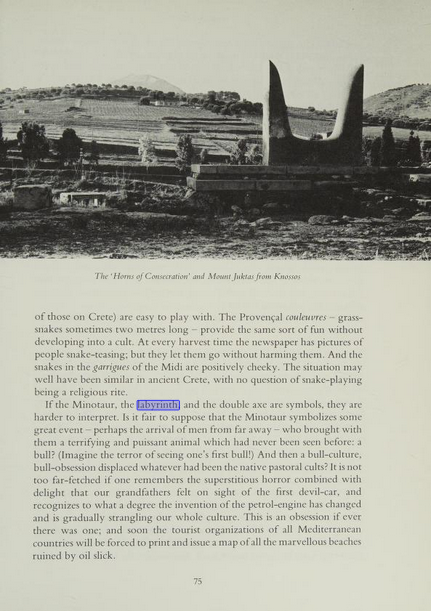 The 'Horns of Consecration' and Mount Juktas from Knossos
of those on Crete) are easy to play with. The Provençal couleuvres – grass-
snakes sometimes two metres long – provide the same sort of fun without
developing into a cult. At every harvest time the newspaper has pictures of
people snake-teasing; but they let them go without harming them. And the
snakes in the garrigues of the Midi are positively cheeky. The situation may
well have been similar in ancient Crete, with no question of snake-playing
being a religious rite.
If the Minotaur, the labyrinth, and the double axe are symbols, they are
harder to interpret. Is it fair to suppose that the Minotaur symbolizes some
great event – perhaps the arrival of men from far away – who brought with
them a terrifying and puissant animal which had never been seen before: a
bull? (Imagine the terror of seeing one's first bull!) And then a bull-culture,
bull-obsession displaced whatever had been the native pastoral cults? It is not
too far-fetched if one remembers the superstitious horror combined with
delight that our grandfathers felt on sight of the first devil-car, and
recognizes to what a degree the invention of the petrol-engine has changed
and is gradually strangling our whole culture. This is an obsession if ever
there was one; and soon the tourist organizations of all Mediterranean
countries will be forced to print and issue a map of all the marvellous beaches
ruined by oil slick.
75